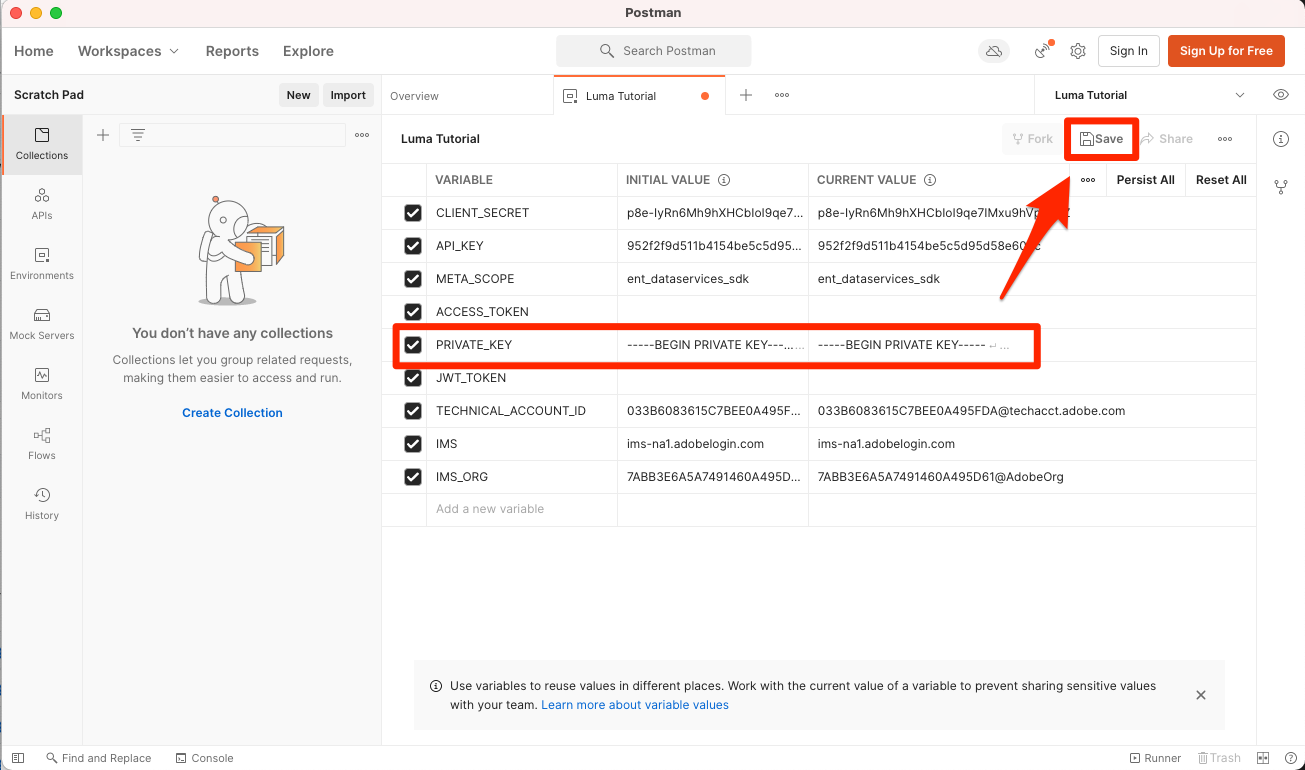 Postman
Home Workspaces Reports Explore Search Postman Sign In Sign Up for Free
Scratch Pad New Import Overview Luma Tutorial Luma Tutorial
Collections
APIs
Environments
Mock Servers
Monitors
Flows
History
You don't have any collections
Collections let you group related requests,
making them easier to access and run.
Create Collection
Luma Tutorial Fork Save Share
VARIABLE INITIAL VALUE CURRENT VALUE Persist All Reset All
CLIENT_SECRET p8e-IyRn6Mh9hXHCbIoI9qe7... p8e-IyRn6Mh9hXHCbIoI9qe7IMxu9hV
API_KEY 952f2f9d511b4154be5c5d95... 952f2f9d511b4154be5c5d95d58e60
META_SCOPE ent_dataservices_sdk ent_dataservices_sdk
ACCESS_TOKEN
PRIVATE_KEY -----BEGIN PRIVATE KEY---... -----BEGIN PRIVATE KEY----- ↵ ...
JWT_TOKEN
TECHNICAL_ACCOUNT_ID 033B6083615C7BEE0A495F... 033B6083615C7BEE0A495FDA@techacct.adobe.com
IMS ims-na1.adobelogin.com ims-na1.adobelogin.com
IMS_ORG 7ABB3E6A5A7491460A495D... 7ABB3E6A5A7491460A495D61@AdobeOrg
Add a new variable
Use variables to reuse values in different places. Work with the current value of a variable to prevent sharing sensitive values
with your team. Learn more about variable values
Find and Replace Console Runner Trash